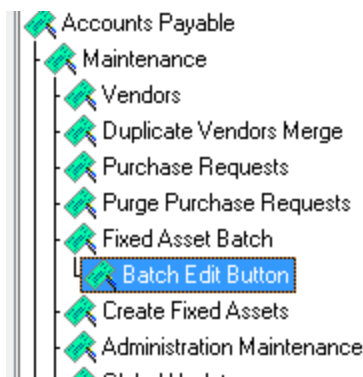 Accounts Payable
Maintenance
Vendors
Duplicate Vendors Merge
Purchase Requests
Purge Purchase Requests
Fixed Asset Batch
Batch Edit Button
Create Fixed Assets
Administration Maintenance